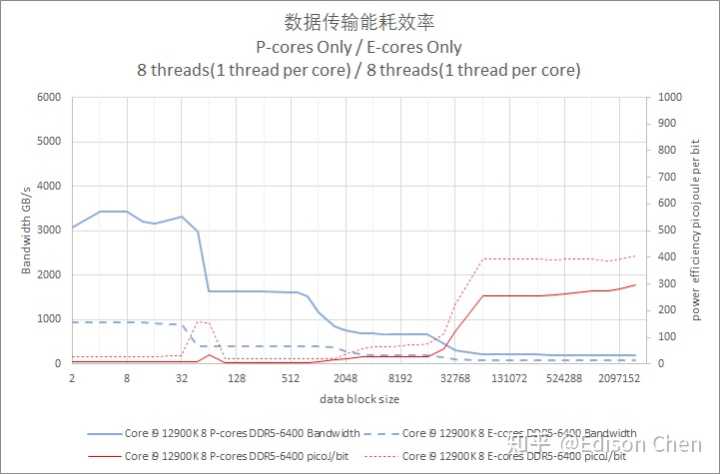 数据传输能耗效率
P-cores Only / E-cores Only
8 threads(1 thread per core) / 8 threads(1 thread per core)
6000
5000
4000
3000
2000
1000
0
Bandwidth GB/s
1000
900
800
700
600
500
400
300
200
100
0
power efficiency picojoule per bit
2 8 32 128 512 2048 8192 32768 131072 524288 2097152
data block size
Core i9 12900K 8 P-cores DDR5-6400 Bandwidth
Core i9 12900K 8 E-cores DDR5-6400 Bandwidth
Core i9 12900K 8 P-cores DDR5-6400 picoJ/bit
Core i9 12900K 8 E-cores DDR5-6400 picoJ/bit
知乎 @Edison Chen